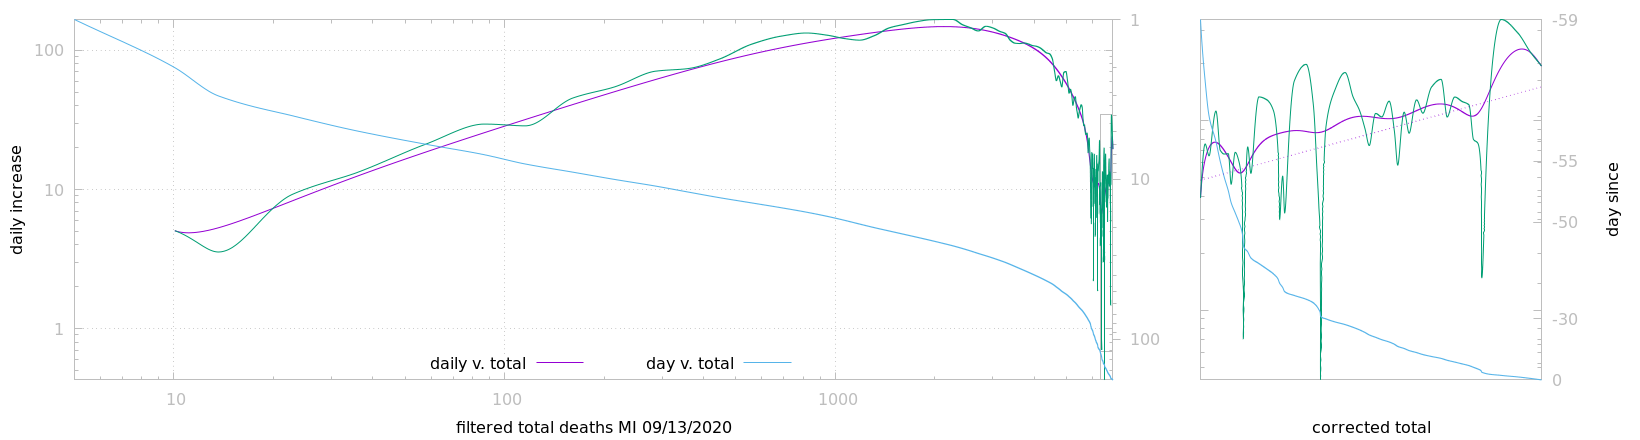 100
10
1
daily increase
1
10
100
daily v. total
day v. total
10
100
1000
filtered total deaths MI 09/13/2020
-59
-55
-50
-30
0
day since
corrected total